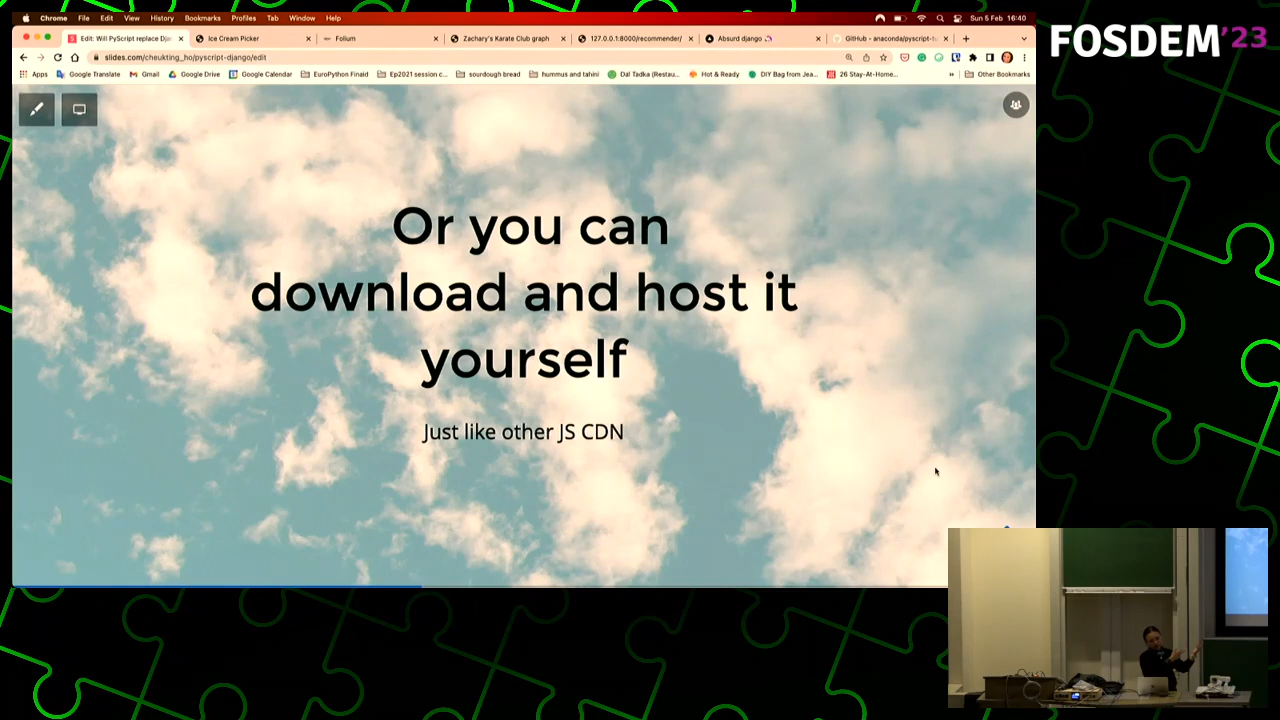 Chrome File Edit View History Bookmarks Profiles Tab Window Help
Sun 5 Feb 16:40
Edit: Will PyScript replace Dja
Ice Cream Picker
Folium
Zachary's Karate Club graph
127.0.0.1:8000/recommender/
Absurd django
GitHub - anaconda/pyscript-tu
slides.com/cheukting_ho/pyscript-django/edit
Apps
Google Translate
Gmail
Google Drive
Google Calendar
EuroPython Finaid
Ep2021 session c...
sourdough bread
hummus and tahini
Dal Tadka (Restau...
Hot & Ready
DIY Bag from Jea...
26 Stay-At-Home...
»
Other Bookmarks
FOSDEM'23
Or you can
download and host it
yourself
Just like other JS CDN